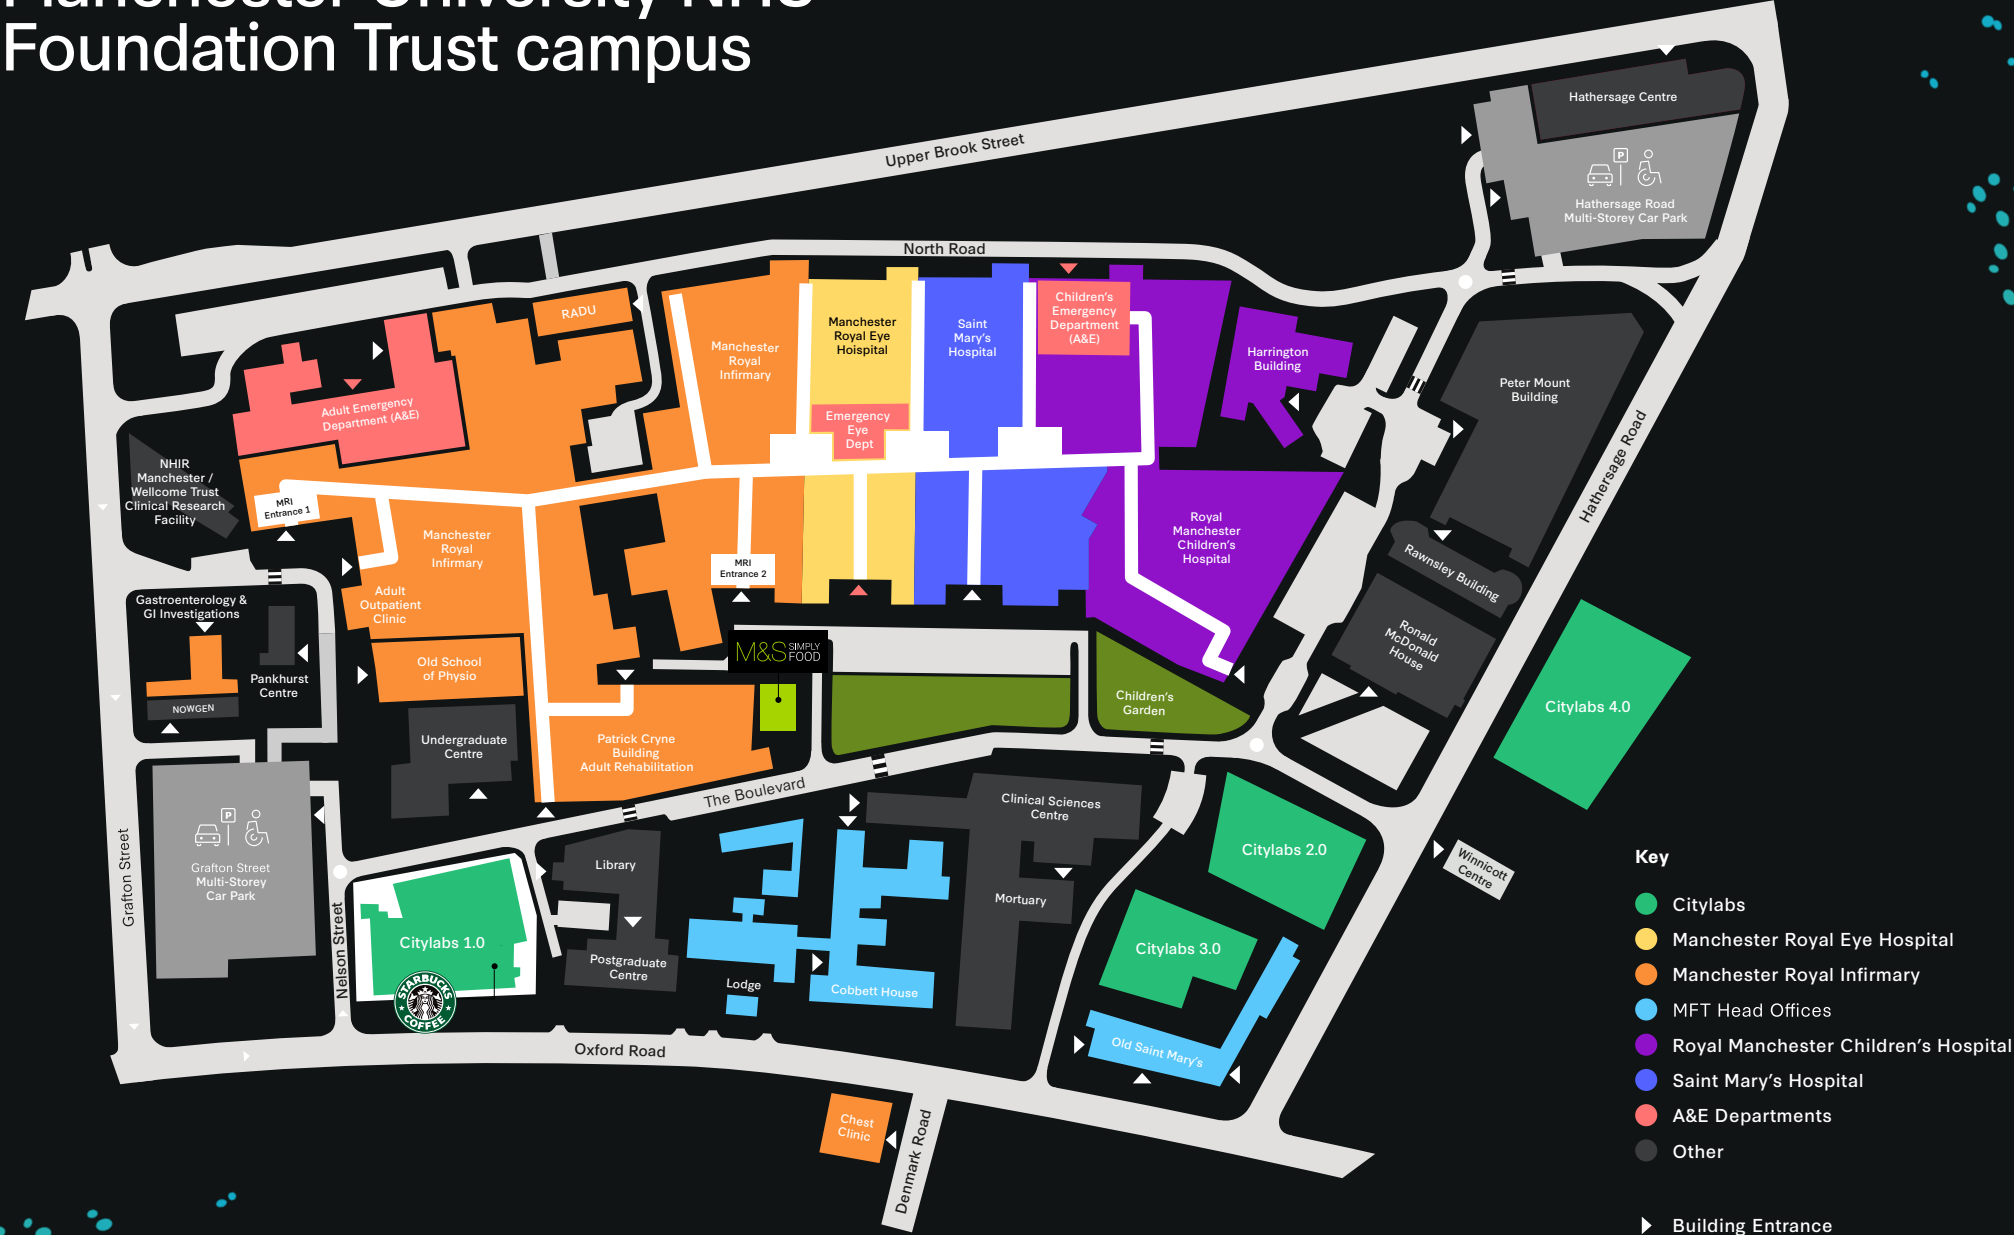 Manchester University NHS
Foundation Trust campus
Upper Brook Street
Hathersage Centre
P
Hathersage Road
Multi-Storey Car Park
North Road
RADU
Manchester
Royal
Infirmary
Manchester
Royal Eye
Hoispital
Saint
Mary's
Hospital
Children's
Emergency
Department
(A&E)
Harrington
Building
Peter Mount
Building
Adult Emergency
Department (A&E)
Emergency
Eye
Dept
Hathersage Road
NHIR
Manchester /
Wellcome Trust
Clinical Research
Facility
MRI
Entrance 1
Manchester
Royal
Infirmary
MRI
Entrance 2
Royal
Manchester
Children's
Hospital
Rawnsley Building
Adult
Outpatient
Clinic
Gastroenterology &
GI Investigations
Pankhurst
Centre
NOWGEN
Old School
of Physio
M&S SIMPLY
FOOD
Ronald
McDonald
House
Children's
Garden
Citylabs 4.0
Undergraduate
Centre
Patrick Cryne
Building
Adult Rehabilitation
The Boulevard
Clinical Sciences
Centre
Citylabs 2.0
Winnicott
Centre
Grafton Street
P
Grafton Street
Multi-Storey
Car Park
Nelson Street
Library
Mortuary
Citylabs 1.0
Citylabs 3.0
Postgraduate
Centre
Lodge
Cobbett House
STARBUCKS
COFFEE
Oxford Road
Old Saint Mary's
Chest
Clinic
Denmark Road
Key
Citylabs
Manchester Royal Eye Hospital
Manchester Royal Infirmary
MFT Head Offices
Royal Manchester Children's Hospital
Saint Mary's Hospital
A&E Departments
Other
Building Entrance